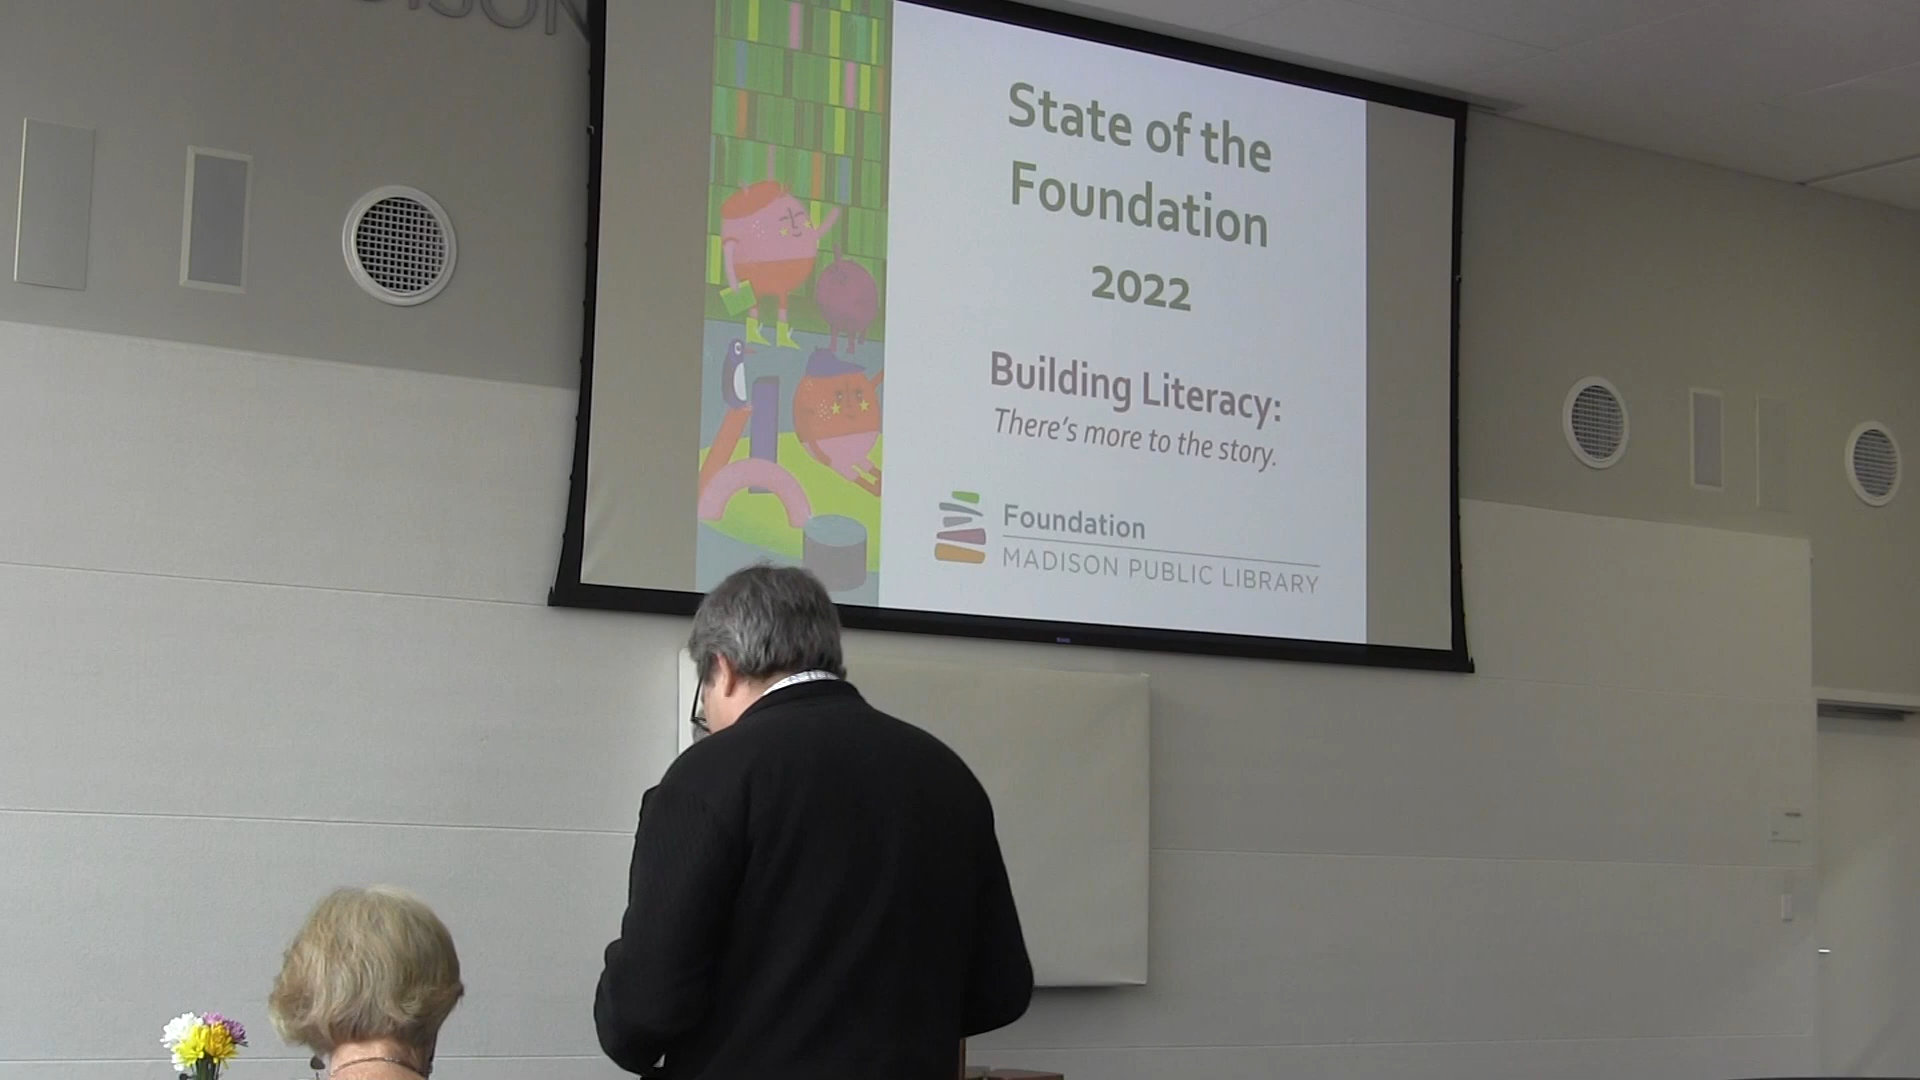 State of the
Foundation
2022
Building Literacy:
There's more to the story.
Foundation
MADISON PUBLIC LIBRARY